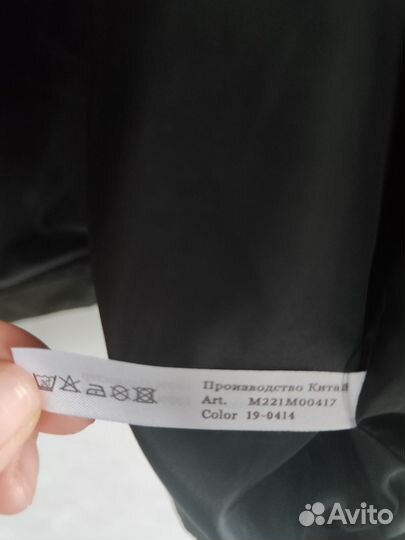 Производство Китай
Art. M221M00417
Color 19-0414
Avito